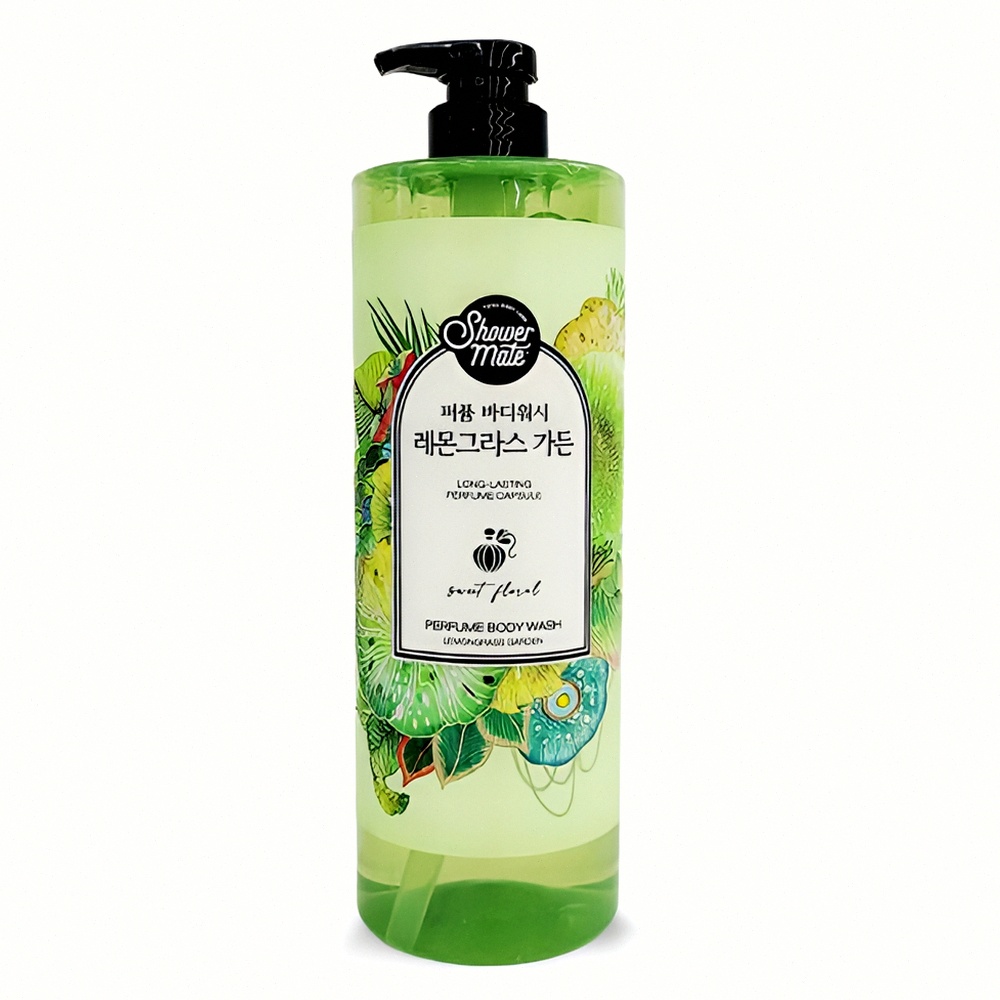 Shower
Mate
퍼퓸 바디워시
레몬그라스 가든
LONG-LASTING
PERFUME CAPSULE
sweet floral
PERFUME BODY WASH
LEMONGRASS GARDEN